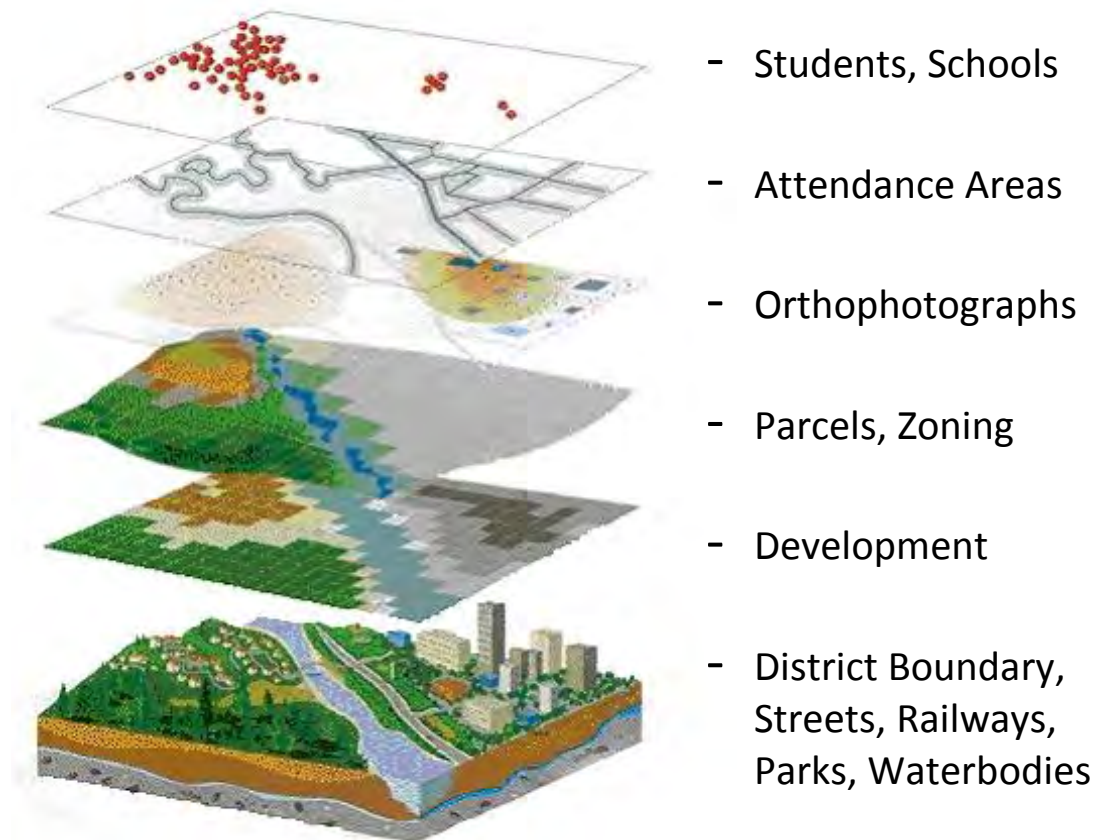 - Students, Schools
- Attendance Areas
- Orthophotographs
- Parcels, Zoning
- Development
- District Boundary,
Streets, Railways,
Parks, Waterbodies